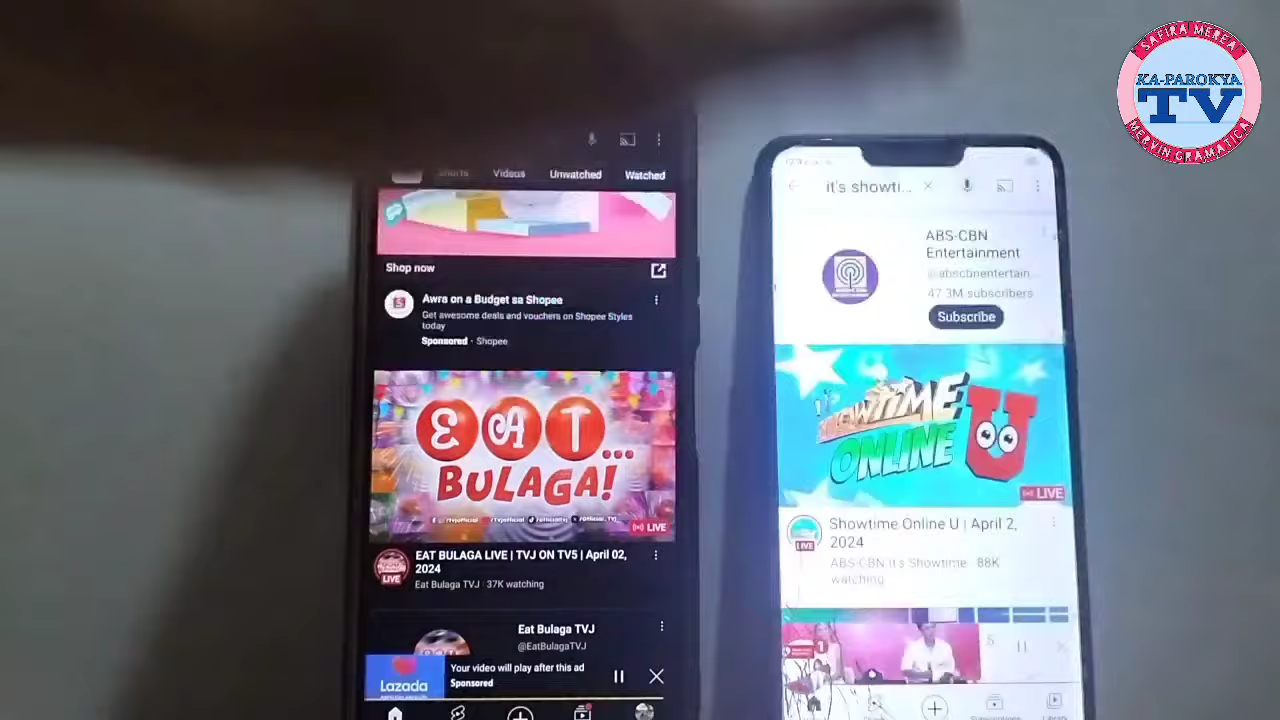 SAFIRA MEREA
KA-PAROKYA
TV
MERVIN GRAMATICA
Shorts
Videos
Unwatched
Watched
Shop now
Awra on a Budget sa Shopee
Get awesome deals and vouchers on Shopee Styles
today
Sponsored · Shopee
EAT...
BULAGA!
LIVE
LIVE
EAT BULAGA LIVE | TVJ ON TV5 | April 02,
2024
Eat Bulaga TVJ · 37K watching
Eat Bulaga TVJ
@EatBulagaTVJ
Lazada
Your video will play after this ad
Sponsored
it's showti...
ABS-CBN
Entertainment
@abscbnentertain...
47.3M subscribers
Subscribe
SHOWTIME
ONLINE U
LIVE
LIVE
Showtime Online U | April 2,
2024
ABS-CBN It's Showtime · 88K
watching